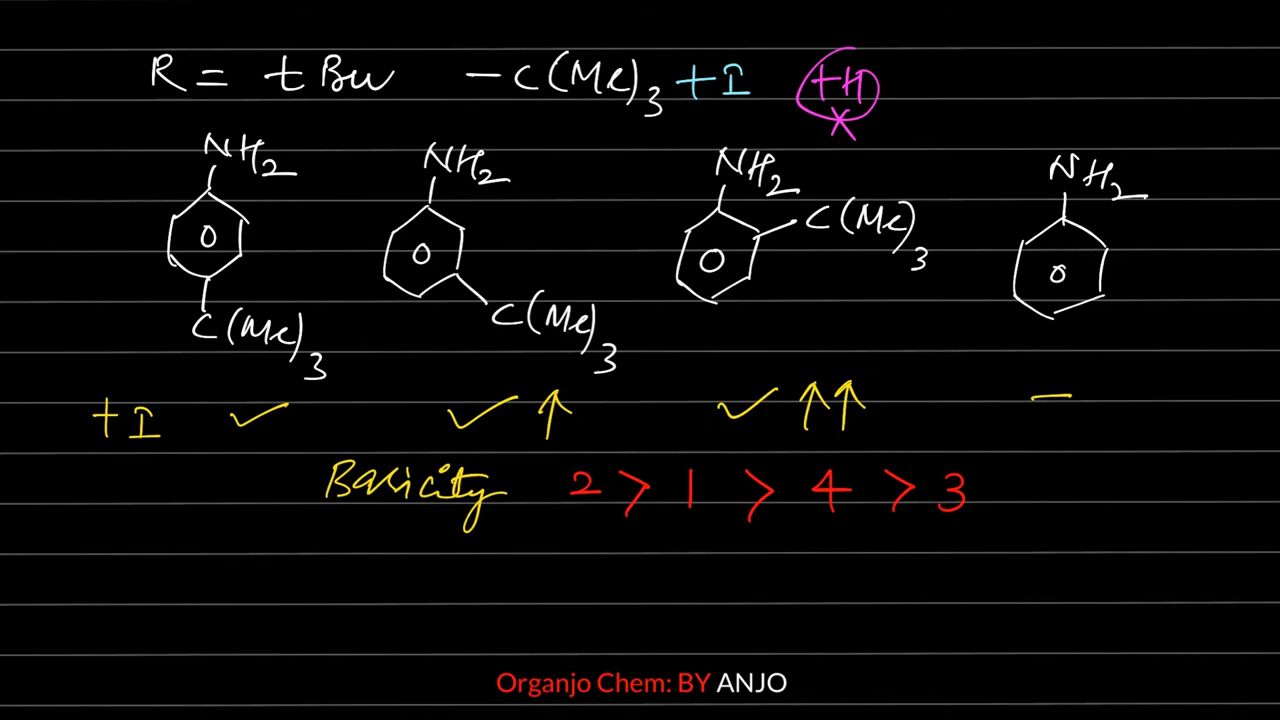 R = tBu -C(Me)3 +I +H
NH2 NH2 NH2 NH2
C(Me)3
C(Me)3 C(Me)3
+I ✓ ✓ ↑ ✓ ↑↑ —
Basicity 2 > 1 > 4 > 3
Organjo Chem: BY ANJO